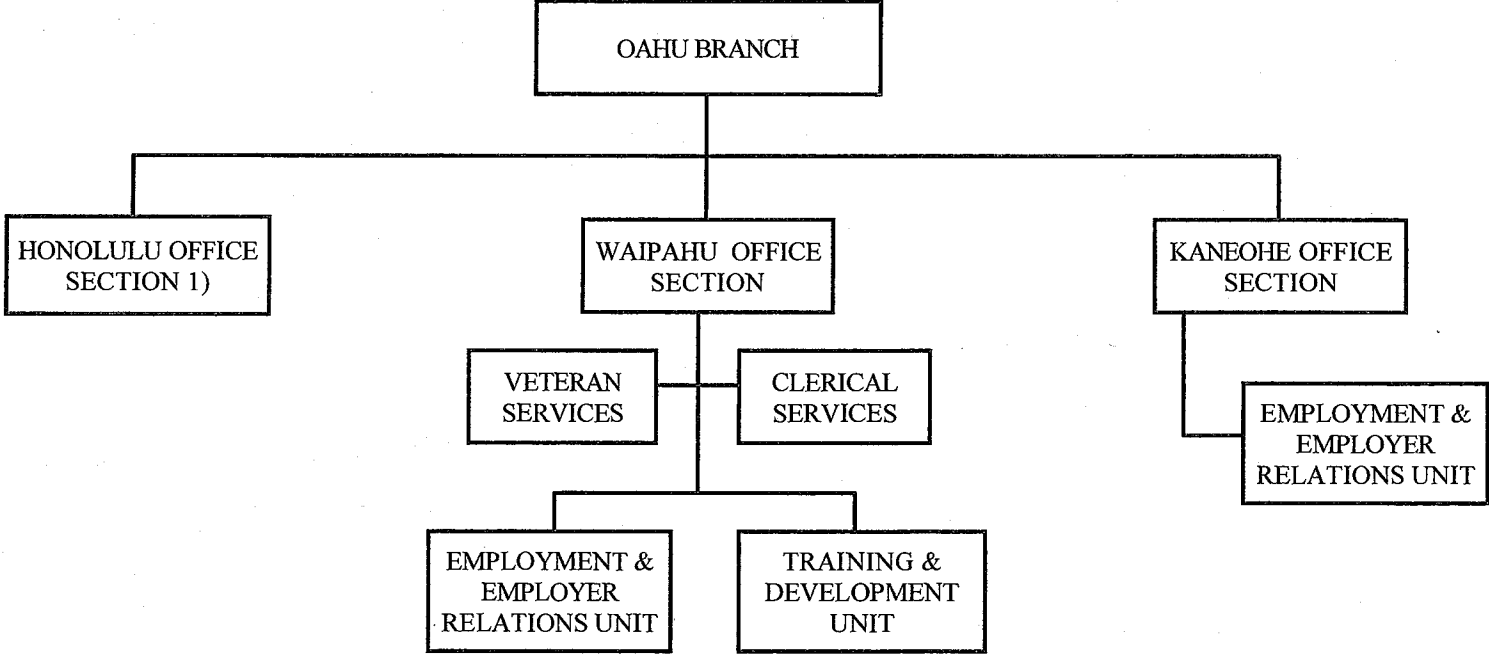 OAHU BRANCH
HONOLULU OFFICE
SECTION 1)
WAIPAHU OFFICE
SECTION
KANEOHE OFFICE
SECTION
VETERAN
SERVICES
CLERICAL
SERVICES
EMPLOYMENT &
EMPLOYER
RELATIONS UNIT
EMPLOYMENT &
EMPLOYER
RELATIONS UNIT
TRAINING &
DEVELOPMENT
UNIT